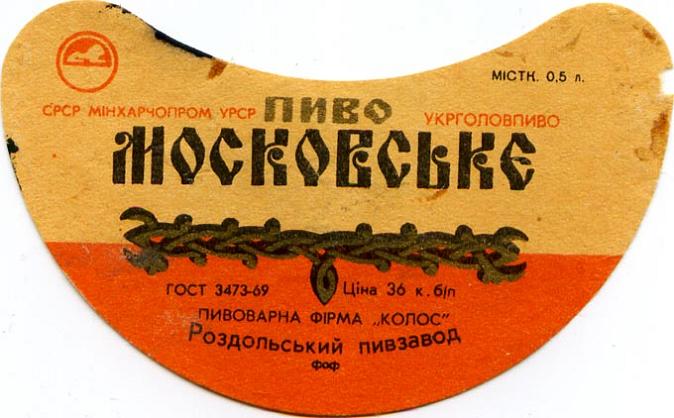 МІСТК. 0,5 л.
СРСР МІНХАРЧОПРОМ УРСР ПИВО УКРГОЛОВПИВО
МОСКОВСЬКЕ
ГОСТ 3473-69 Ціна 36 к. б/п
ПИВОВАРНА ФІРМА „КОЛОС"
Роздольський пивзавод
ФОФ